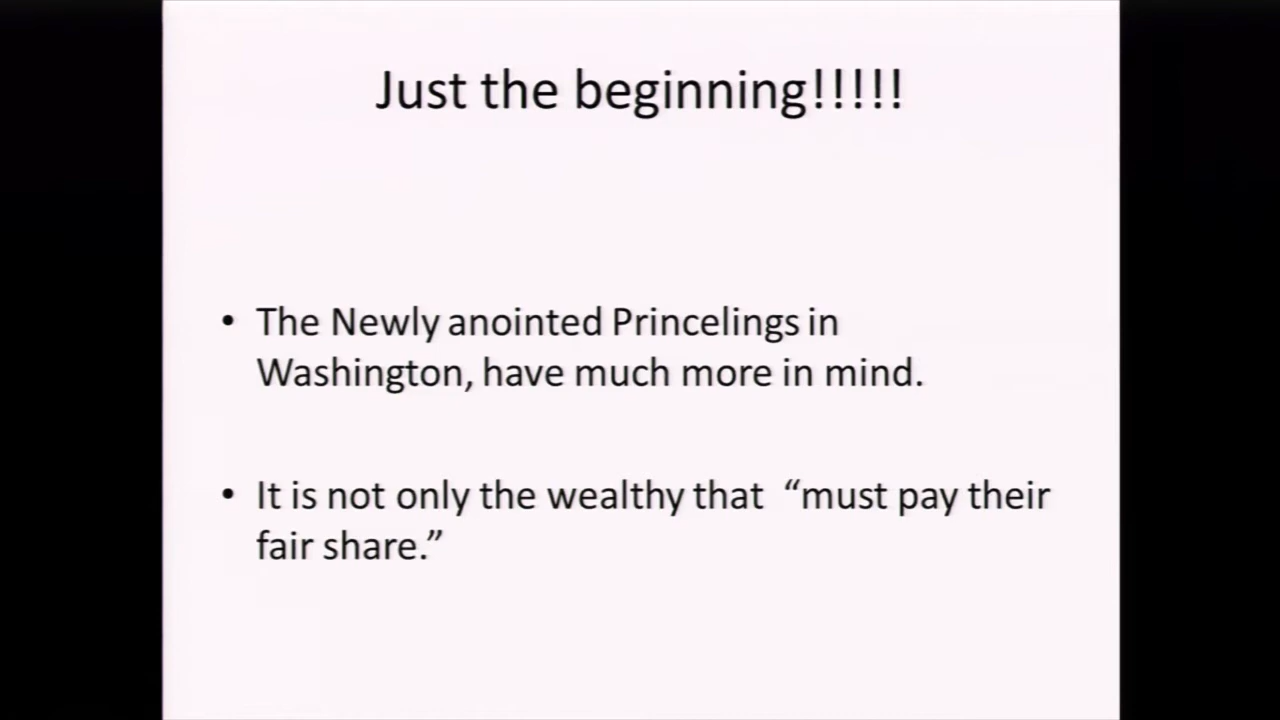 Just the beginning!!!!!
• The Newly anointed Princelings in
Washington, have much more in mind.
• It is not only the wealthy that “must pay their
fair share.”